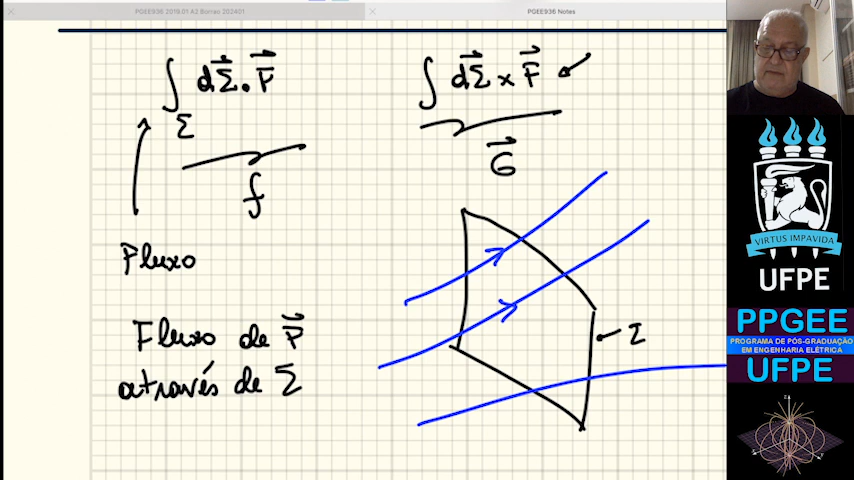 PGEE936 2019.01 A2 Borrao 202401
PGEE936 Notes
∫ dΣ⃗ · F⃗
Σ
f
∫ dΣ⃗ × F⃗
G⃗
Fluxo
Fluxo de F⃗
através de Σ
Σ
VIRTUS IMPAVIDA
UFPE
PPGEE
PROGRAMA DE PÓS-GRADUAÇÃO
EM ENGENHARIA ELÉTRICA
UFPE